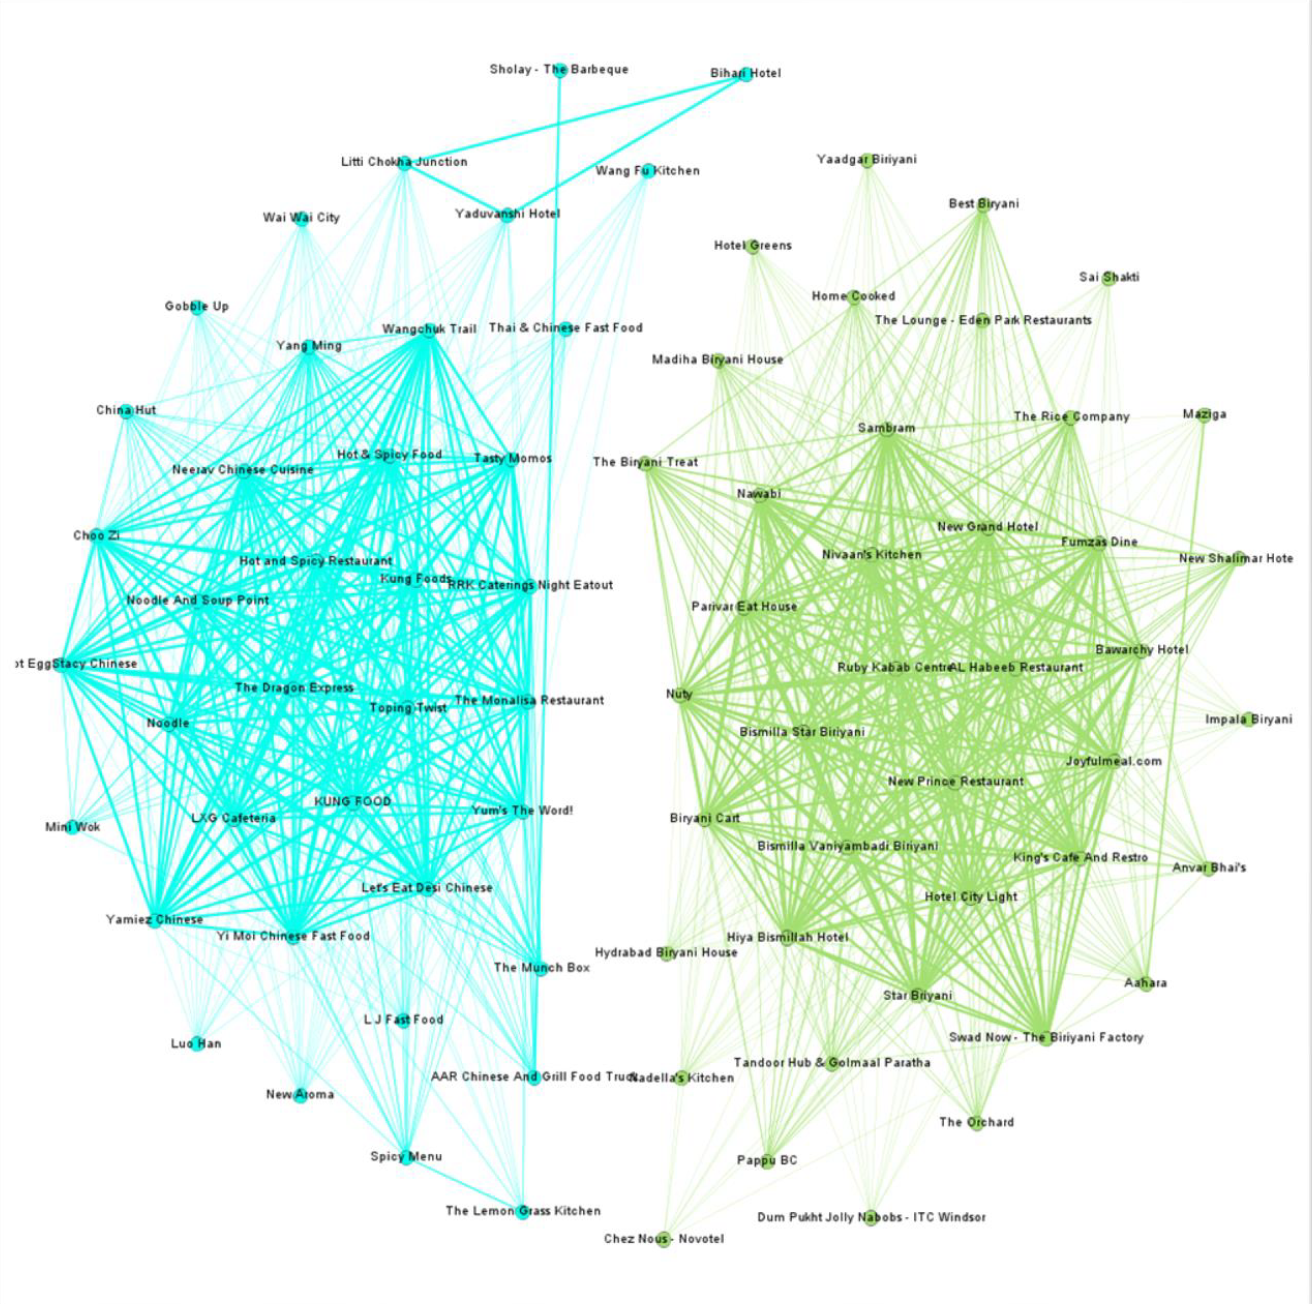 Sholay - The Barbeque
Bihari Hotel
Litti Chokha Junction
Wang Fu Kitchen
Yaadgar Biriyani
Wai Wai City
Yaduvanshi Hotel
Best Biryani
Hotel Greens
Sai Shakti
Gobble Up
Home Cooked
The Lounge - Eden Park Restaurants
Wangchuk Trail
Thai & Chinese Fast Food
Yang Ming
Madiha Biryani House
China Hut
The Rice Company
Maziga
Sambram
Hot & Spicy Food
Tasty Momos
The Biryani Treat
Neerav Chinese Cuisine
Nawabi
New Grand Hotel
Choo Zi
Fumzas Dine
Nivaan's Kitchen
New Shalimar Hote
Hot and Spicy Restaurant
Kung Foods
RRK Caterings Night Eatout
Noodle And Soup Point
Parivar Eat House
Bawarchy Hotel
ot EggStacy Chinese
Ruby Kabab Centre
AL Habeeb Restaurant
The Dragon Express
Nuty
The Monalisa Restaurant
Toping Twist
Noodle
Impala Biryani
Bismilla Star Biriyani
Joyfulmeal.com
New Prince Restaurant
KUNG FOOD
Yum's The Word!
LXG Cafeteria
Biryani Cart
Mini Wok
Bismilla Vaniyambadi Biriyani
King's Cafe And Restro
Anvar Bhai's
Let's Eat Desi Chinese
Hotel City Light
Yamiez Chinese
Yi Moi Chinese Fast Food
Hiya Bismillah Hotel
Hydrabad Biryani House
The Munch Box
Aahara
Star Briyani
L J Fast Food
Swad Now - The Biriyani Factory
Luo Han
Tandoor Hub & Golmaal Paratha
AAR Chinese And Grill Food Truck
Nadella's Kitchen
New Aroma
The Orchard
Spicy Menu
Pappu BC
The Lemon Grass Kitchen
Dum Pukht Jolly Nabobs - ITC Windsor
Chez Nous - Novotel